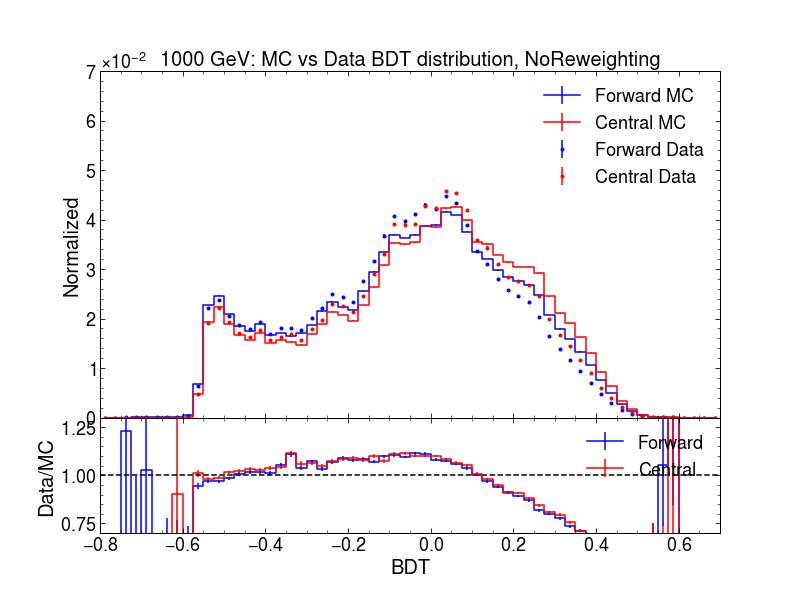 ×10−2 1000 GeV: MC vs Data BDT distribution, NoReweighting
7
6
5
4
3
2
1
0
Normalized
Forward MC
Central MC
Forward Data
Central Data
1.25
1.00
0.75
Data/MC
Forward
Central
−0.8 −0.6 −0.4 −0.2 0.0 0.2 0.4 0.6
BDT